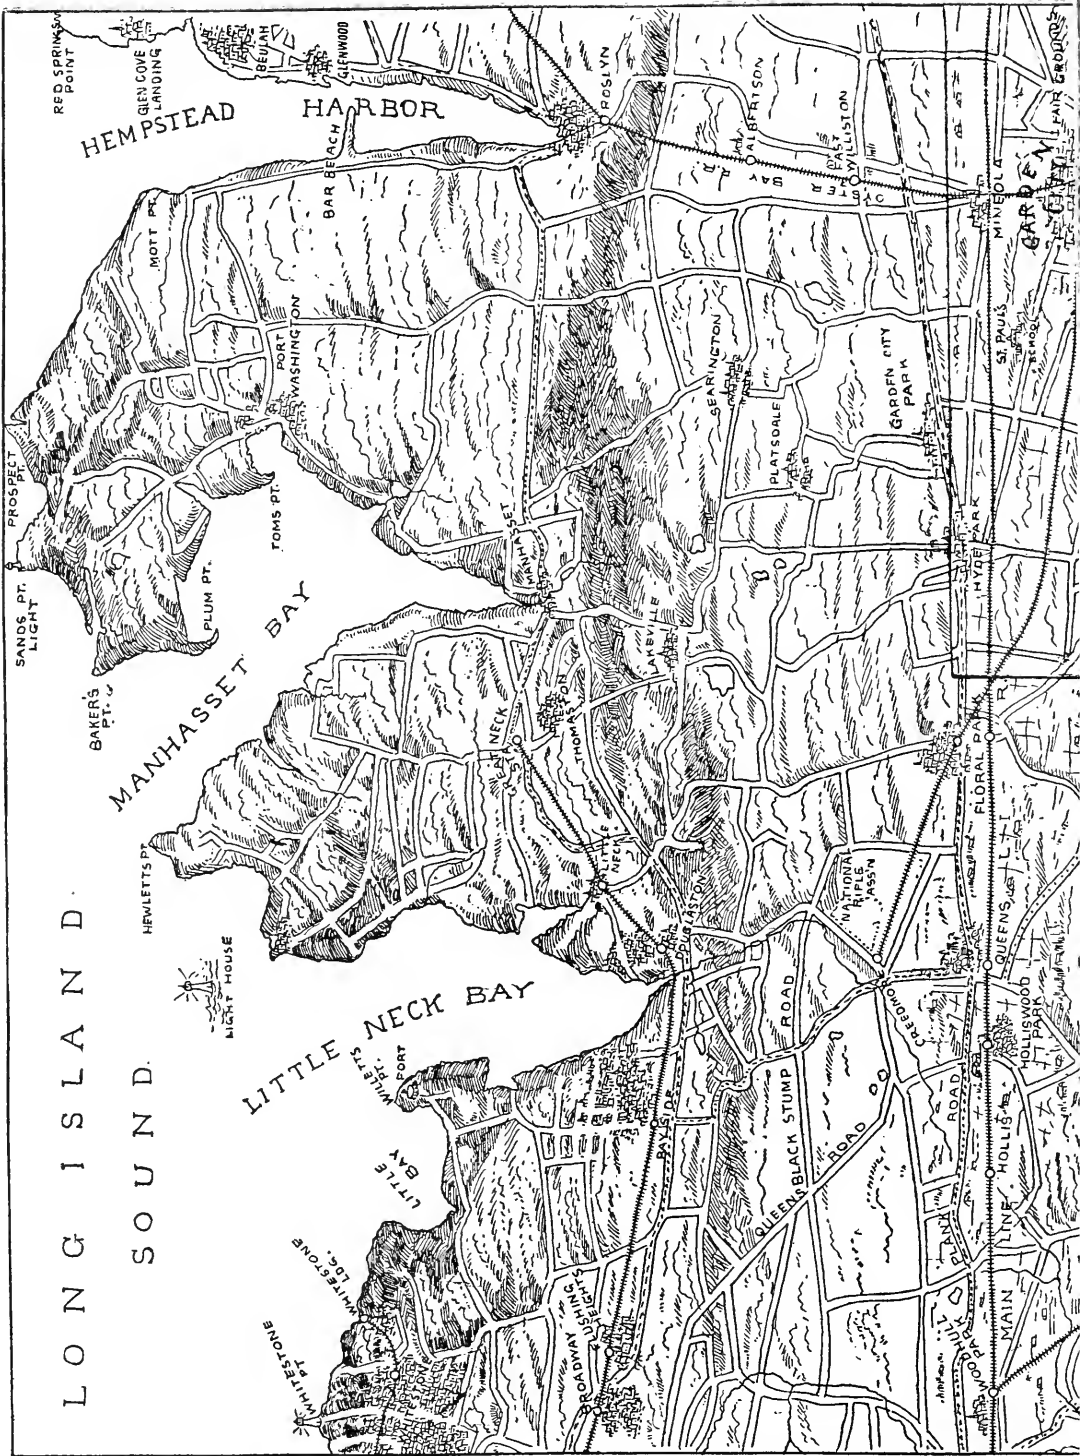 LONG ISLAND
SOUND.
WHITESTONE
PT
WHITESTONE
LDG.
LITTLE
BAY
WILLETTS
PT.
FORT
LITTLE NECK BAY
LIGHT HOUSE
HEWLETTS PT
MANHASSET BAY
BAKER'S
PT.
SANDS PT.
LIGHT
PROSPECT
PT.
PLUM PT.
TOMS PT.
MOTT PT.
PORT
WASHINGTON
BAR BEACH
HEMPSTEAD HARBOR
RED SPRINGS
POINT
GLEN COVE
LANDING
BEULAH
GLENWOOD
ROSLYN
ALBERTSON
EAST
WILLISTON
OYSTER BAY R.R.
MINEOLA
GARDEN CITY
FAIR GROUNDS
ST. PAULS
SCHOOL
GARDEN CITY
PARK
HYDE PARK
SEARINGTON
PLATSDALE
MANHASSET
LAKEVILLE
GREAT NECK
THOMASTON
LITTLE
NECK
DOUGLASTON
NATIONAL
RIFLE
ASSN
FLORAL PARK
QUEENS
CREEDMOR
HOLLISWOOD
PARK
HOLLIS
BAYSIDE
BLACK STUMP ROAD
QUEENS ROAD
PLANK ROAD
BROADWAY
FLUSHING
HEIGHTS
MAIN LINE
WOODHULL
PARK